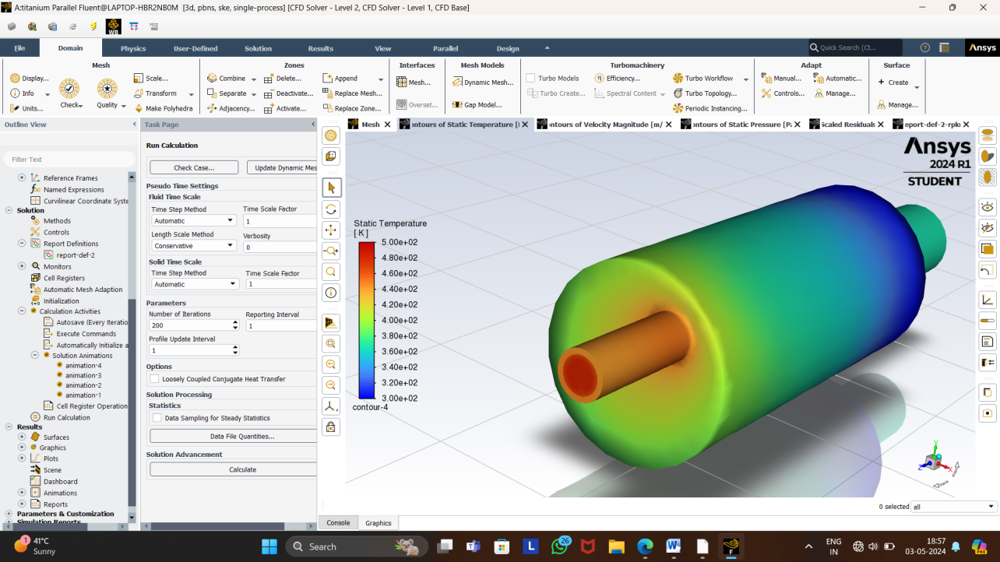 A:titanium Parallel Fluent@LAPTOP-HBR2NB0M [3d, pbns, ske, single-process] [CFD Solver - Level 2, CFD Solver - Level 1, CFD Base]
WB
File Domain Physics User-Defined Solution Results View Parallel Design Quick Search (Ct... Ansys
Mesh
Display...
Info
Units...
Check
Quality
Scale...
Transform
Make Polyhedra
Zones
Combine
Separate
Adjacency...
Delete...
Deactivate...
Activate...
Append
Replace Mesh...
Replace Zone...
Interfaces
Mesh...
Overset...
Mesh Models
Dynamic Mesh...
Gap Model...
Turbomachinery
Turbo Models
Turbo Create...
Efficiency...
Spectral Content
Turbo Workflow
Turbo Topology...
Periodic Instancing...
Adapt
Manual...
Controls...
Automatic...
Manage...
Surface
Create
Manage...
Outline View
Filter Text
Reference Frames
Named Expressions
Curvilinear Coordinate Syste
Solution
Methods
Controls
Report Definitions
report-def-2
Monitors
Cell Registers
Automatic Mesh Adaption
Initialization
Calculation Activities
Autosave (Every Iteratio
Execute Commands
Automatically Initialize a
Solution Animations
animation-4
animation-3
animation-2
animation-1
Cell Register Operation
Run Calculation
Results
Surfaces
Graphics
Plots
Scene
Dashboard
Animations
Reports
Parameters & Customization
Simulation Reports
Task Page
Run Calculation
Check Case... Update Dynamic Mes
Pseudo Time Settings
Fluid Time Scale
Time Step Method Time Scale Factor
Automatic 1
Length Scale Method Verbosity
Conservative 0
Solid Time Scale
Time Step Method Time Scale Factor
Automatic 1
Parameters
Number of Iterations Reporting Interval
200 1
Profile Update Interval
1
Options
Loosely Coupled Conjugate Heat Transfer
Solution Processing
Statistics
Data Sampling for Steady Statistics
Data File Quantities...
Solution Advancement
Calculate
Mesh ontours of Static Temperature [ ontours of Velocity Magnitude [m/ ontours of Static Pressure [Pa Scaled Residuals eport-def-2-rplo
Ansys
2024 R1
STUDENT
Static Temperature
[ K ]
5.00e+02
4.80e+02
4.60e+02
4.40e+02
4.20e+02
4.00e+02
3.80e+02
3.60e+02
3.40e+02
3.20e+02
3.00e+02
contour-4
Y
Z X
0 selected all
Console Graphics
1
41°C
Sunny
Search
L
26
W
F
ENG
IN
18:57
03-05-2024
PRE